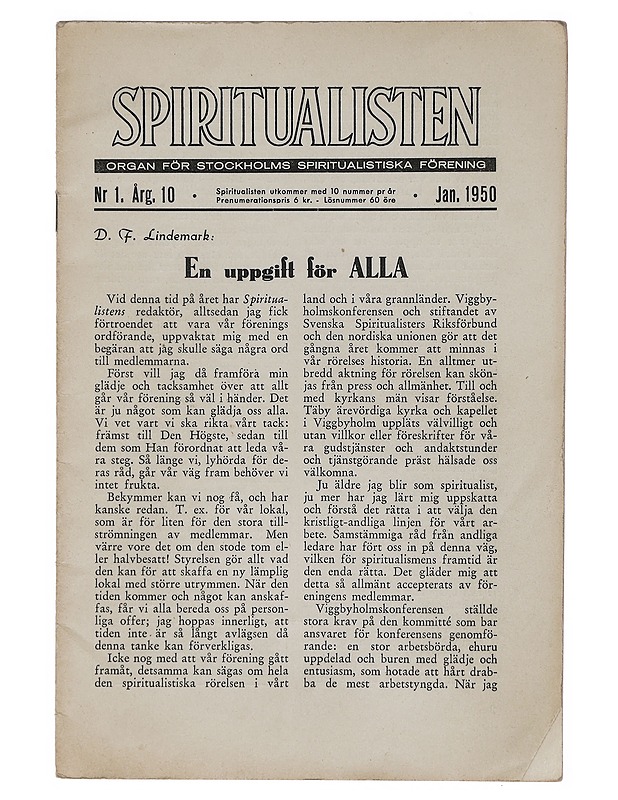 SPIRITUALISTEN
ORGAN FÖR STOCKHOLMS SPIRITUALISTISKA FÖRENING
Nr 1. Årg. 10 • Spiritualisten utkommer med 10 nummer pr år • Jan. 1950
Prenumerationspris 6 kr. - Lösnummer 60 öre
D. F. Lindemark:
En uppgift för ALLA
Vid denna tid på året har Spiritua-
listens redaktör, alltsedan jag fick
förtroendet att vara vår förenings
ordförande, uppvaktat mig med en
begäran att jag skulle säga några ord
till medlemmarna.
Först vill jag då framföra min
glädje och tacksamhet över att allt
går vår förening så väl i händer. Det
är ju något som kan glädja oss alla.
Vi vet vart vi ska rikta vårt tack:
främst till Den Högste, sedan till
dem som Han förordnat att leda vå-
ra steg. Så länge vi, lyhörda för de-
ras råd, går vår väg fram behöver vi
intet frukta.
Bekymmer kan vi nog få, och har
kanske redan. T. ex. för vår lokal,
som är för liten för den stora till-
strömningen av medlemmar. Men
värre vore det om den stode tom el-
ler halvbesatt! Styrelsen gör allt vad
den kan för att skaffa en ny lämplig
lokal med större utrymmen. När den
tiden kommer och något kan anskaf-
fas, får vi alla bereda oss på person-
liga offer; jag hoppas innerligt, att
tiden inte är så långt avlägsen då
denna tanke kan förverkligas.
Icke nog med att vår förening gått
framåt, detsamma kan sägas om hela
den spiritualistiska rörelsen i vårt
land och i våra grannländer. Viggby-
holmskonferensen och stiftandet av
Svenska Spiritualisters Riksförbund
och den nordiska unionen gör att det
gångna året kommer att minnas i
vår rörelses historia. En alltmer ut-
bredd aktning för rörelsen kan skön-
jas från press och allmänhet. Till och
med kyrkans män visar förståelse.
Täby ärevördiga kyrka och kapellet
i Viggbyholm uppläts välvilligt och
utan villkor eller föreskrifter för vå-
ra gudstjänster och andaktstunder
och tjänstgörande präst hälsade oss
välkomna.
Ju äldre jag blir som spiritualist,
ju mer har jag lärt mig uppskatta
och förstå det rätta i att välja den
kristligt-andliga linjen för vårt ar-
bete. Samstämmiga råd från andliga
ledare har fört oss in på denna väg,
vilken för spiritualismens framtid är
den enda rätta. Det gläder mig att
detta så allmänt accepterats av för-
eningens medlemmar.
Viggbyholmskonferensen ställde
stora krav på den kommitté som bar
ansvaret för konferensens genomfö-
rande: en stor arbetsbörda, ehuru
uppdelad och buren med glädje och
entusiasm, som hotade att hårt drab-
ba de mest arbetstyngda. När jag